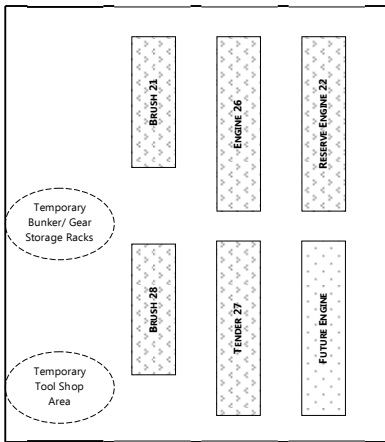 BRUSH 21
ENGINE 26
RESERVE ENGINE 22
Temporary
Bunker/ Gear
Storage Racks
BRUSH 28
TENDER 27
FUTURE ENGINE
Temporary
Tool Shop
Area